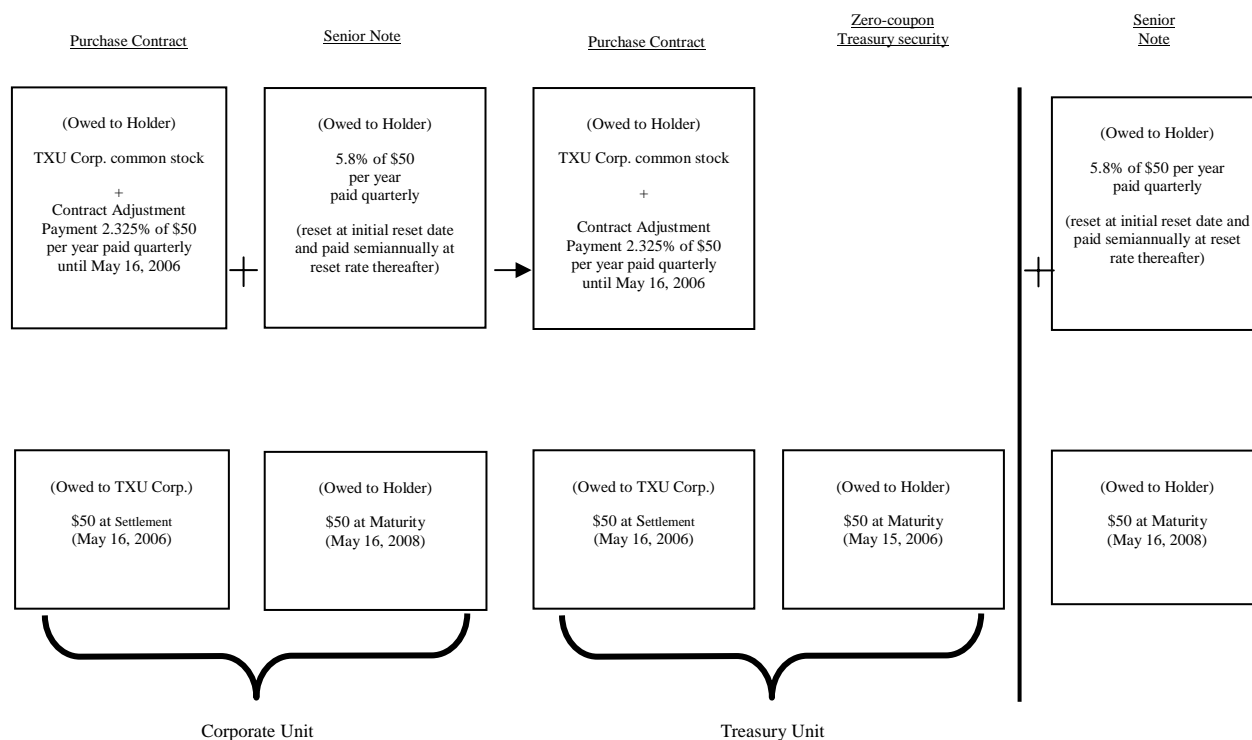 Purchase Contract
Senior Note
Purchase Contract
Zero-coupon
Treasury security
Senior
Note
(Owed to Holder)
TXU Corp. common stock
+
Contract Adjustment
Payment 2.325% of $50
per year paid quarterly
until May 16, 2006
+
(Owed to Holder)
5.8% of $50
per year
paid quarterly
(reset at initial reset date
and paid semiannually at
reset rate thereafter)
(Owed to Holder)
TXU Corp. common stock
+
Contract Adjustment
Payment 2.325% of $50
per year paid quarterly
until May 16, 2006
+
(Owed to Holder)
5.8% of $50 per year
paid quarterly
(reset at initial reset date and
paid semiannually at reset
rate thereafter)
(Owed to TXU Corp.)
$50 at Settlement
(May 16, 2006)
(Owed to Holder)
$50 at Maturity
(May 16, 2008)
(Owed to TXU Corp.)
$50 at Settlement
(May 16, 2006)
(Owed to Holder)
$50 at Maturity
(May 15, 2006)
(Owed to Holder)
$50 at Maturity
(May 16, 2008)
Corporate Unit
Treasury Unit